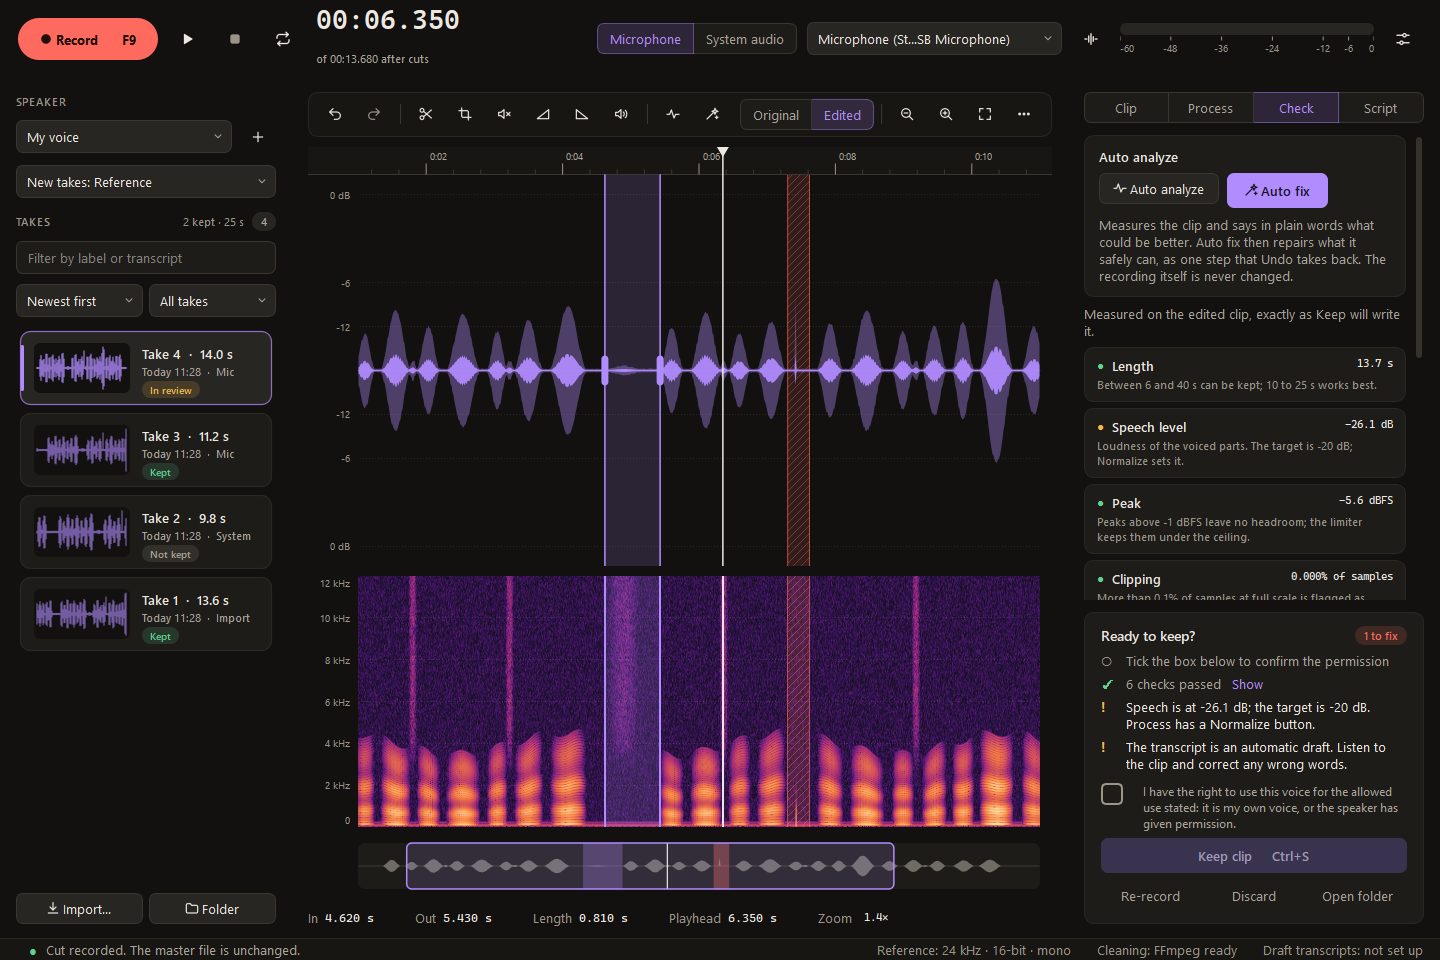 Record F9
00:06.350
of 00:13.680 after cuts
Microphone System audio
Microphone (St...SB Microphone)
-60 -48 -36 -24 -12 -6 0
SPEAKER
My voice
New takes: Reference
TAKES 2 kept · 25 s 4
Filter by label or transcript
Newest first All takes
Take 4 · 14.0 s
Today 11:28 · Mic
In review
Take 3 · 11.2 s
Today 11:28 · Mic
Kept
Take 2 · 9.8 s
Today 11:28 · System
Not kept
Take 1 · 13.6 s
Today 11:28 · Import
Kept
Import... Folder
Original Edited
0:02 0:04 0:06 0:08 0:10
0 dB
-6
-12
-12
-6
0 dB
12 kHz
10 kHz
8 kHz
6 kHz
4 kHz
2 kHz
0
In 4.620 s Out 5.430 s Length 0.810 s Playhead 6.350 s Zoom 1.4×
Clip Process Check Script
Auto analyze
Auto analyze Auto fix
Measures the clip and says in plain words what
could be better. Auto fix then repairs what it
safely can, as one step that Undo takes back. The
recording itself is never changed.
Measured on the edited clip, exactly as Keep will write
it.
Length 13.7 s
Between 6 and 40 s can be kept; 10 to 25 s works best.
Speech level −26.1 dB
Loudness of the voiced parts. The target is -20 dB;
Normalize sets it.
Peak −5.6 dBFS
Peaks above -1 dBFS leave no headroom; the limiter
keeps them under the ceiling.
Clipping 0.000% of samples
More than 0.1% of samples at full scale is flagged as
Ready to keep? 1 to fix
Tick the box below to confirm the permission
6 checks passed Show
! Speech is at -26.1 dB; the target is -20 dB.
Process has a Normalize button.
! The transcript is an automatic draft. Listen to
the clip and correct any wrong words.
I have the right to use this voice for the allowed
use stated: it is my own voice, or the speaker has
given permission.
Keep clip Ctrl+S
Re-record Discard Open folder
Cut recorded. The master file is unchanged.
Reference: 24 kHz · 16-bit · mono Cleaning: FFmpeg ready Draft transcripts: not set up